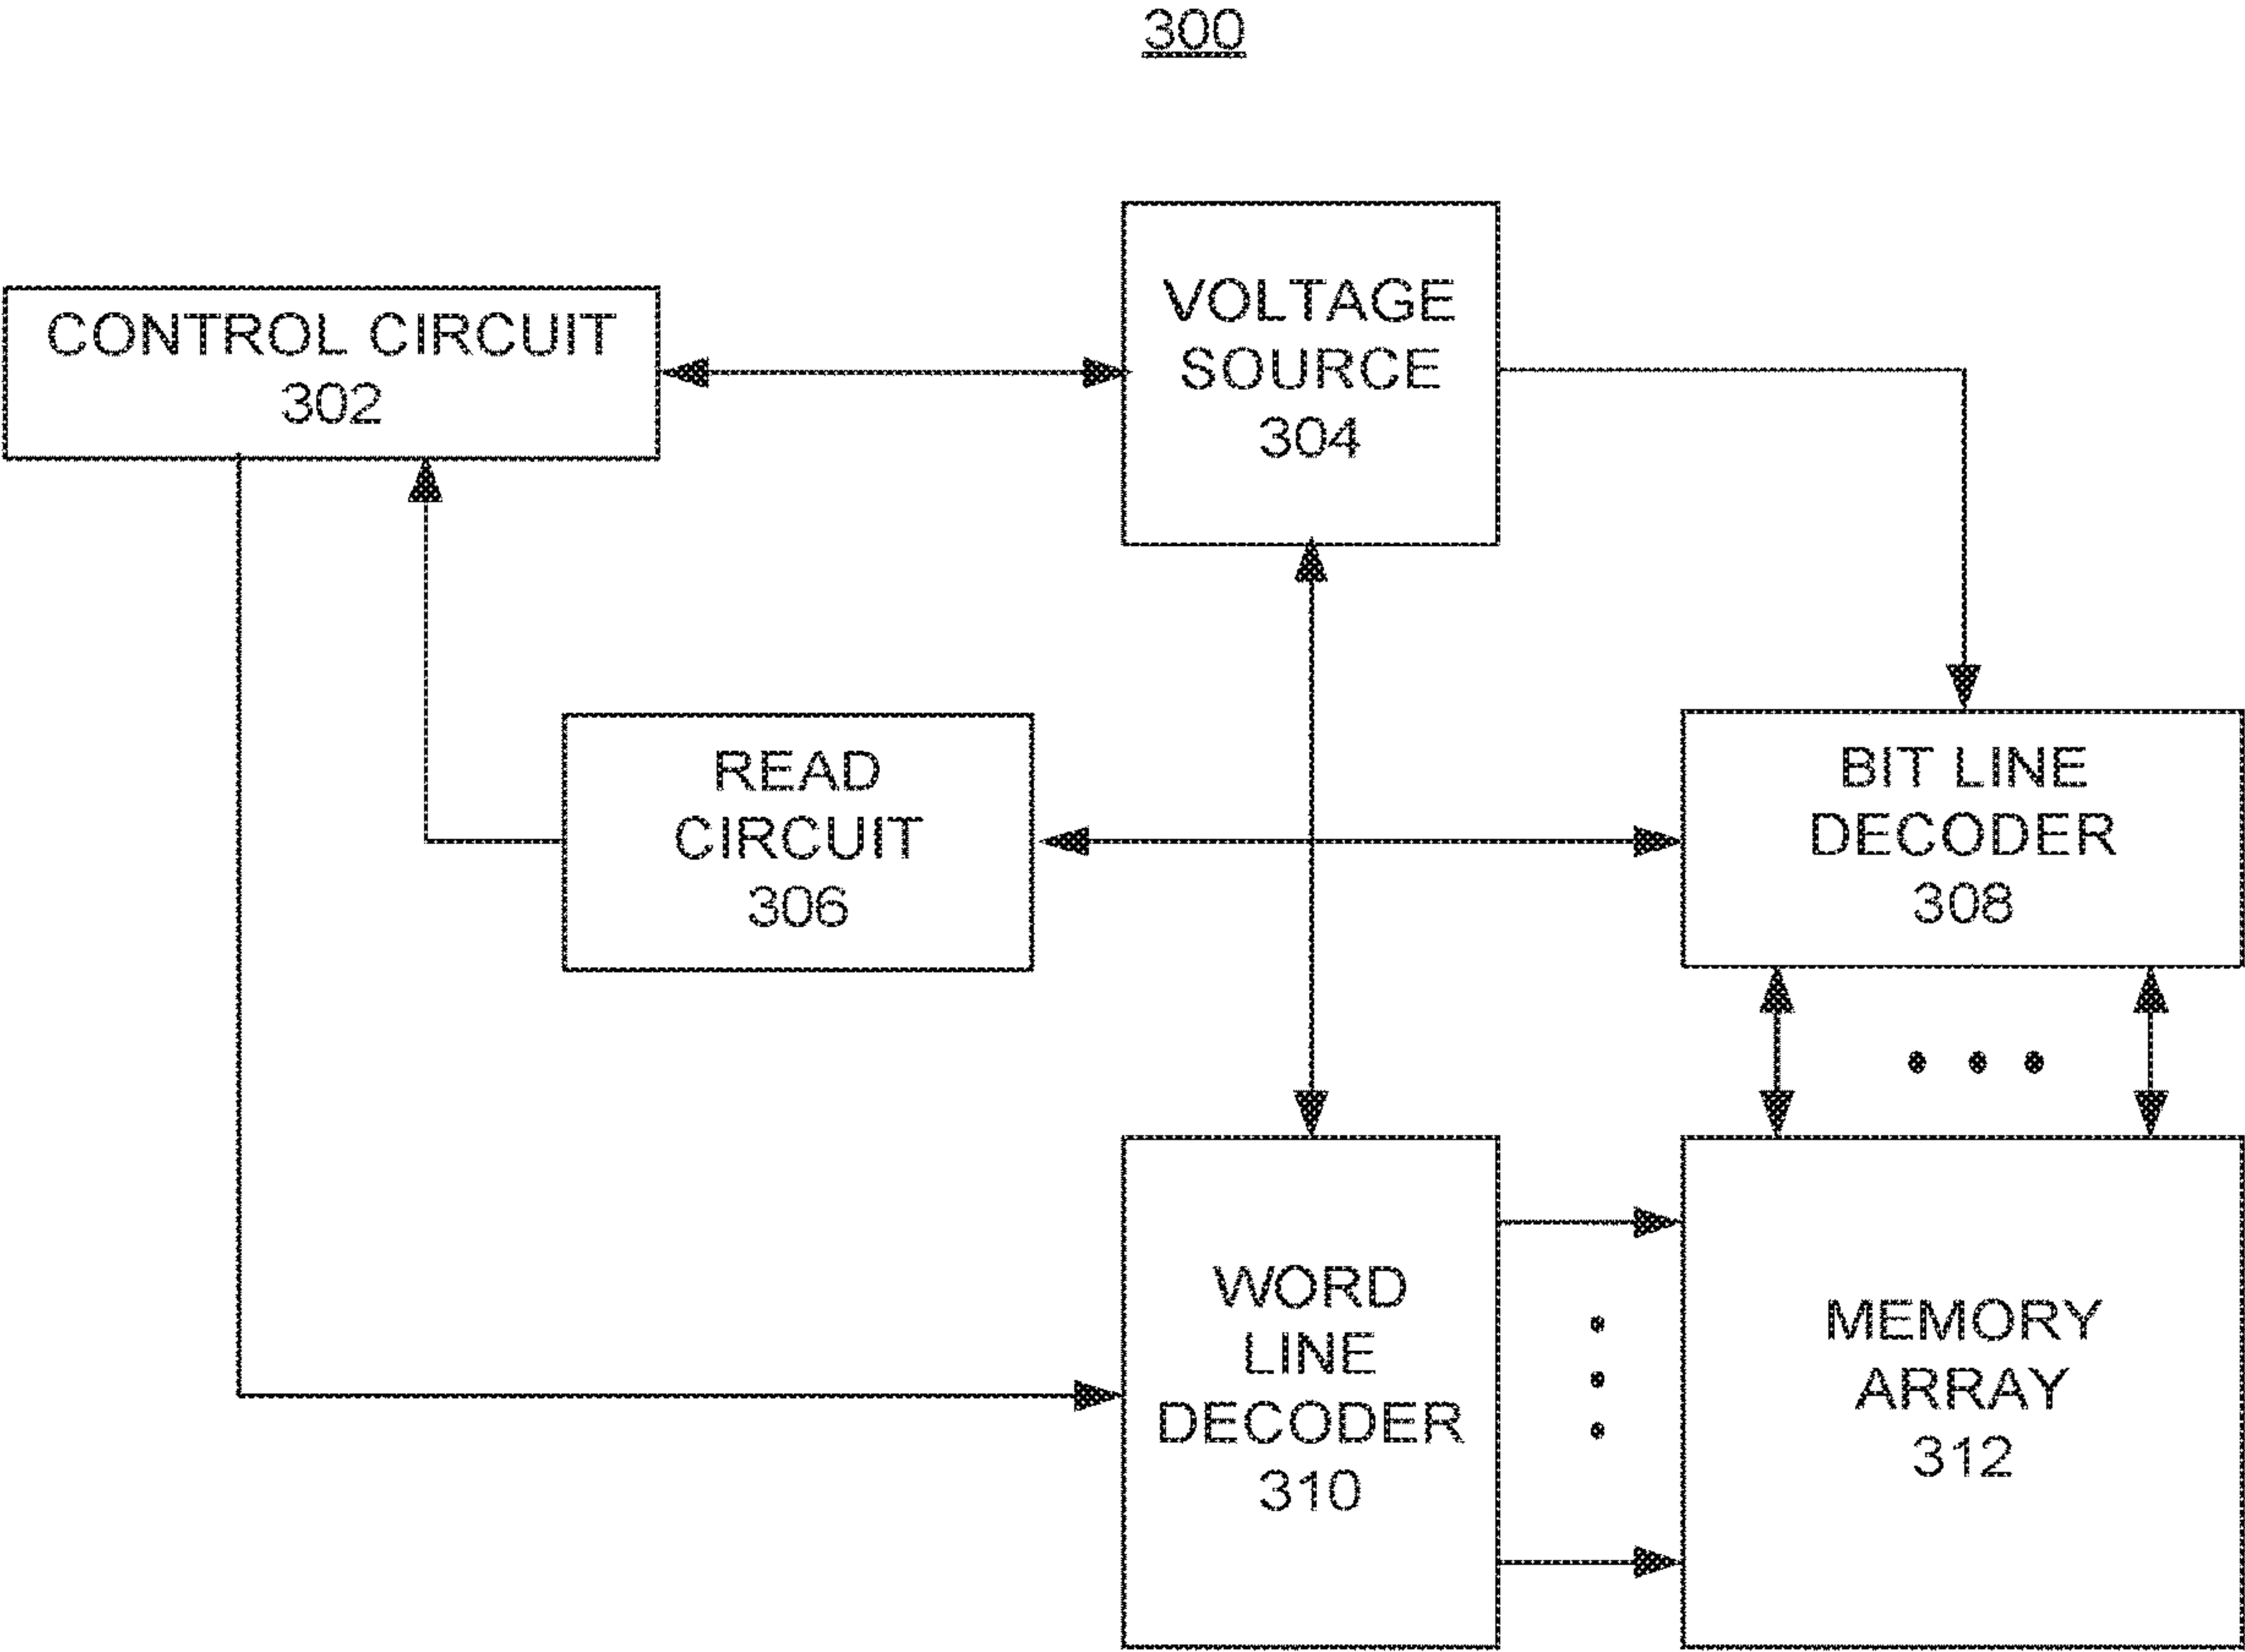 300
CONTROL CIRCUIT
302
VOLTAGE
SOURCE
304
READ
CIRCUIT
306
BIT LINE
DECODER
308
WORD
LINE
DECODER
310
MEMORY
ARRAY
312